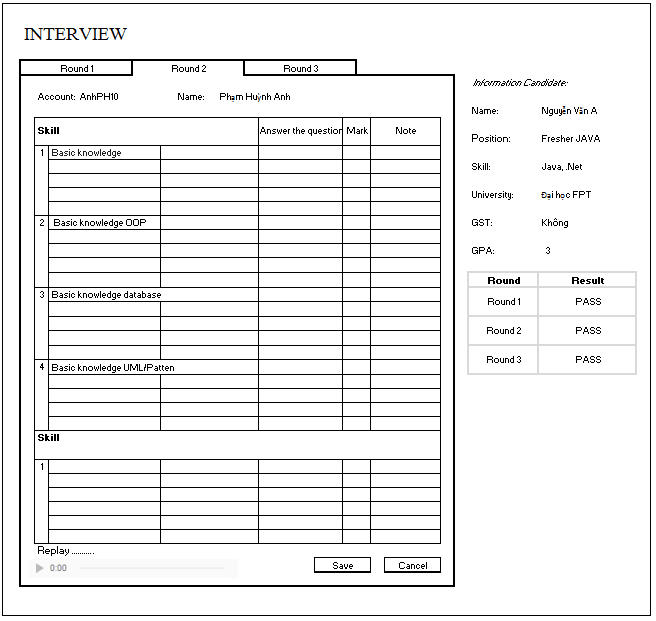 INTERVIEW
Round 1 Round 2 Round 3
Account: AnhPH10 Name: Phạm Huỳnh Anh
Skill Answer the question Mark Note
1 Basic knowledge
2 Basic knowledge OOP
3 Basic knowledge database
4 Basic knowledge UML/Patten
Skill
1
Replay ..........
0:00
Save Cancel
Information Candidate:
Name: Nguyễn Văn A
Position: Fresher JAVA
Skill: Java, .Net
University: Đại học FPT
GST: Không
GPA: 3
Round Result
Round 1 PASS
Round 2 PASS
Round 3 PASS